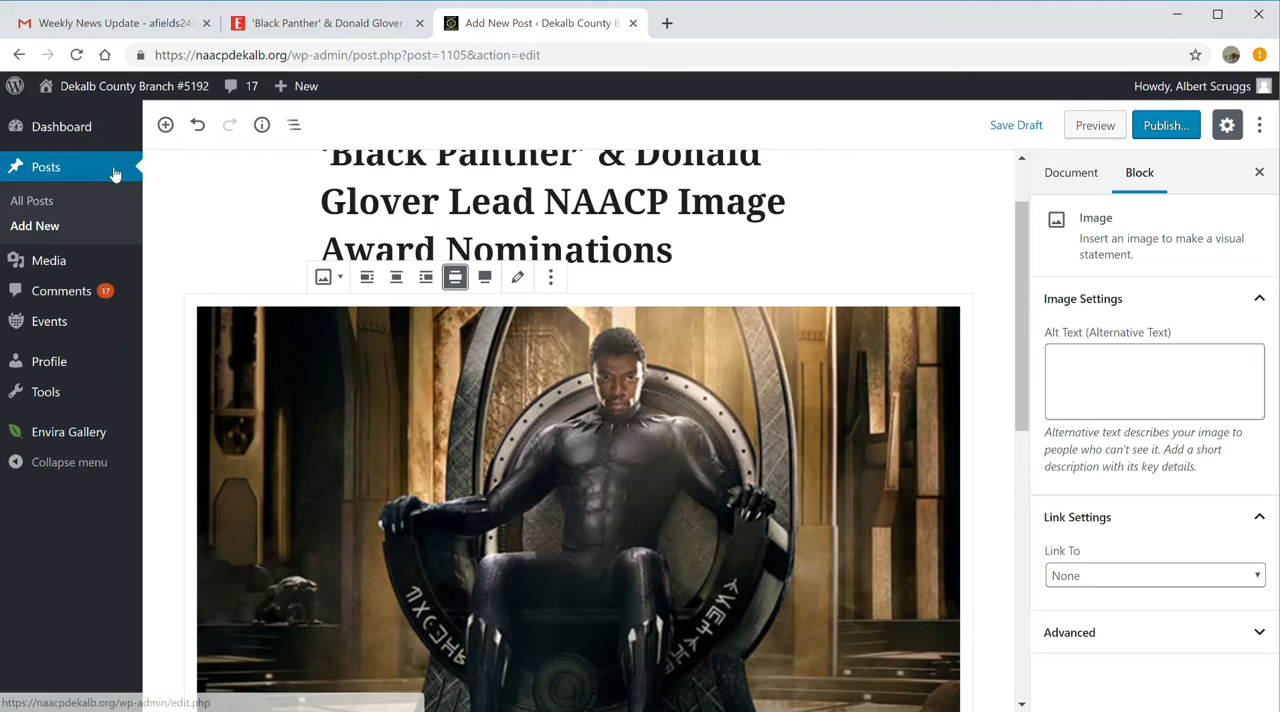 Weekly News Update - afields24
'Black Panther' & Donald Glover
Add New Post ‹ Dekalb County B
https://naacpdekalb.org/wp-admin/post.php?post=1105&action=edit
Dekalb County Branch #5192
17
New
Howdy, Albert Scruggs
Dashboard
Posts
All Posts
Add New
Media
Comments 17
Events
Profile
Tools
Envira Gallery
Collapse menu
Save Draft
Preview
Publish...
'Black Panther' & Donald
Glover Lead NAACP Image
Award Nominations
Document
Block
Image
Insert an image to make a visual
statement.
Image Settings
Alt Text (Alternative Text)
Alternative text describes your image to
people who can't see it. Add a short
description with its key details.
Link Settings
Link To
None
Advanced
https://naacpdekalb.org/wp-admin/edit.php